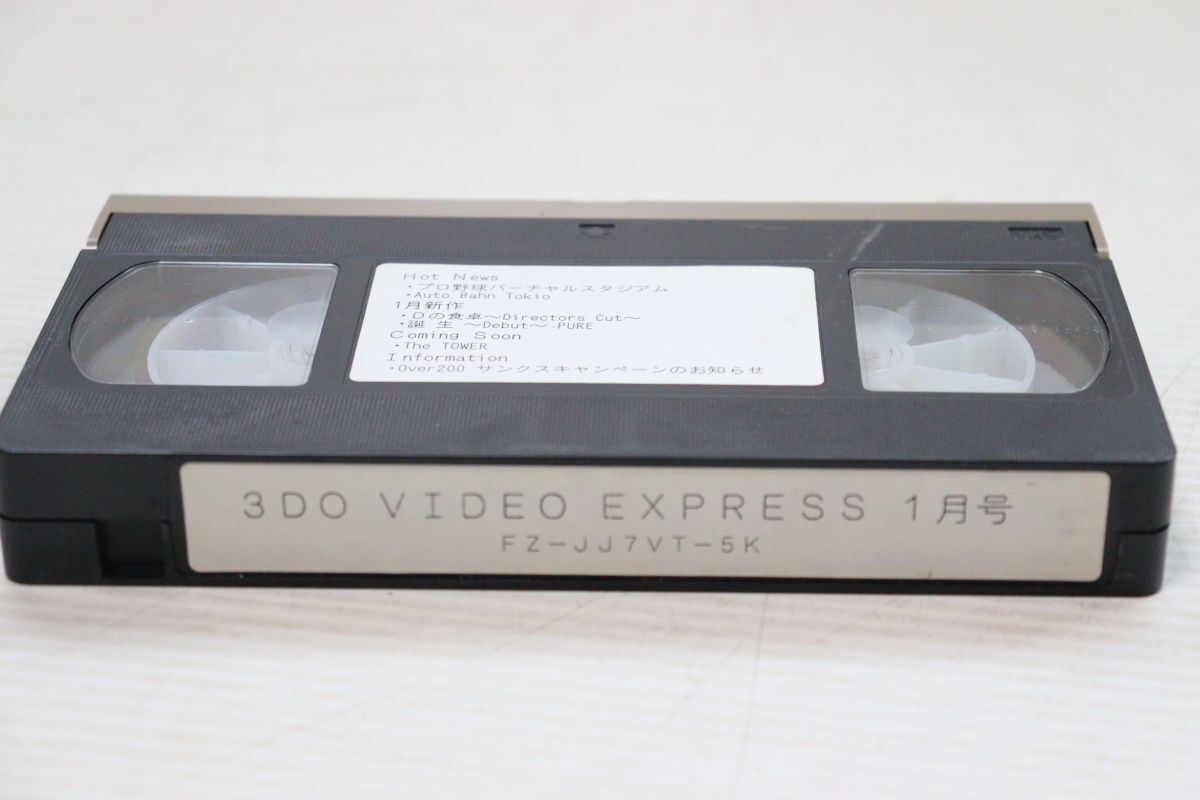 VHS
Hot News
・プロ野球バーチャルスタジアム
・Auto Bahn Tokio
1月新作
・Dの食卓～Directors Cut～
・誕 生 ～Debut～ PURE
Coming Soon
・The TOWER
Information
・Over200 サンクスキャンペーンのお知らせ
3DO VIDEO EXPRESS 1月号
FZ-JJ7VT-5K